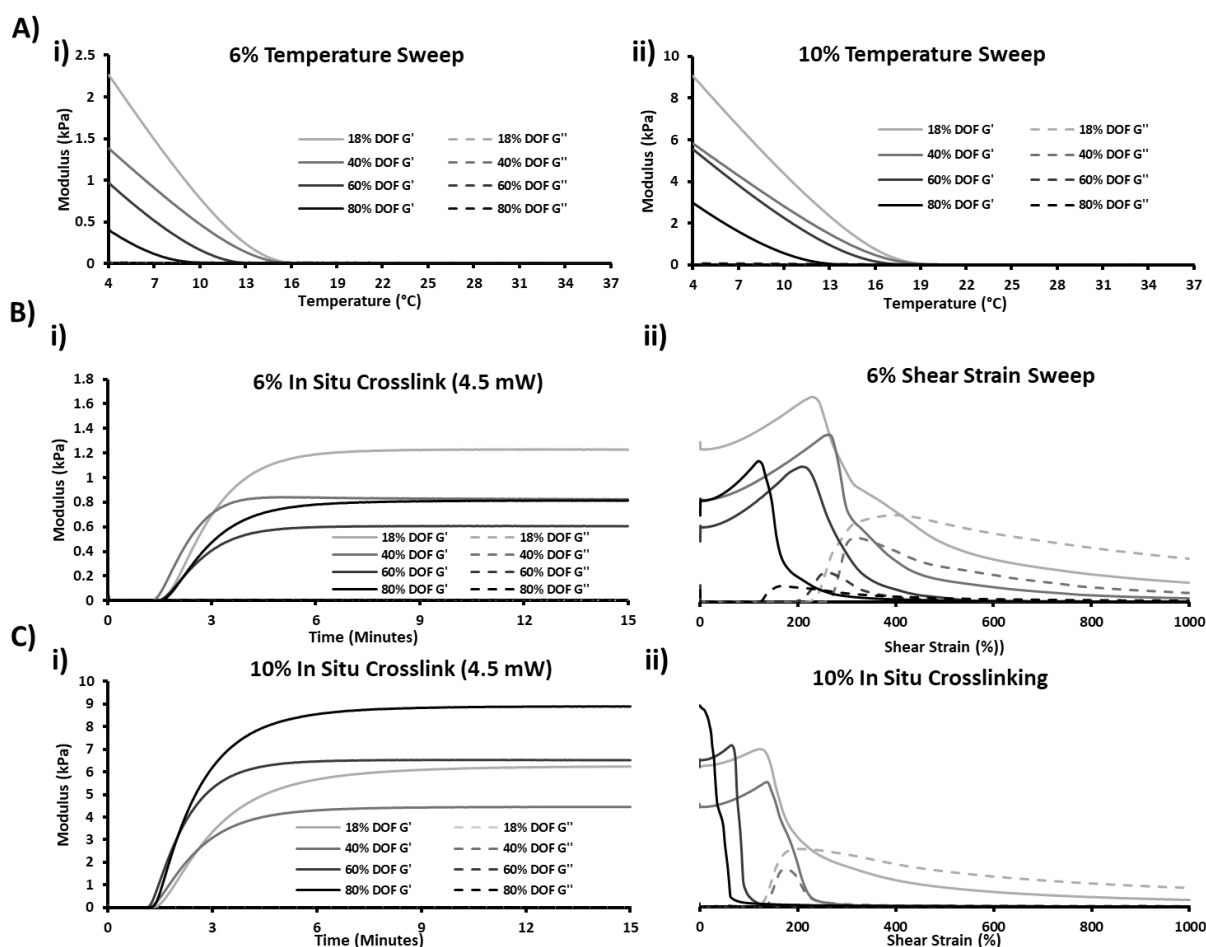 A)
i)
6% Temperature Sweep
Modulus (kPa)
2.5
2
1.5
1
0.5
0
18% DOF G' 18% DOF G''
40% DOF G' 40% DOF G''
60% DOF G' 60% DOF G''
80% DOF G' 80% DOF G''
4 7 10 13 16 19 22 25 28 31 34 37
Temperature (°C)
ii)
10% Temperature Sweep
Modulus (kPa)
10
8
6
4
2
0
18% DOF G' 18% DOF G''
40% DOF G' 40% DOF G''
60% DOF G' 60% DOF G''
80% DOF G' 80% DOF G''
4 7 10 13 16 19 22 25 28 31 34 37
Temperature (°C)
B)
i)
6% In Situ Crosslink (4.5 mW)
Modulus (kPa)
1.8
1.6
1.4
1.2
1
0.8
0.6
0.4
0.2
0
18% DOF G' 18% DOF G''
40% DOF G' 40% DOF G''
60% DOF G' 60% DOF G''
80% DOF G' 80% DOF G''
0 3 6 9 12 15
Time (Minutes)
ii)
6% Shear Strain Sweep
0 200 400 600 800 1000
Shear Strain (%))
C)
i)
10% In Situ Crosslink (4.5 mW)
Modulus (kPa)
10
9
8
7
6
5
4
3
2
1
0
18% DOF G' 18% DOF G''
40% DOF G' 40% DOF G''
60% DOF G' 60% DOF G''
80% DOF G' 80% DOF G''
0 3 6 9 12 15
Time (Minutes)
ii)
10% In Situ Crosslinking
0 200 400 600 800 1000
Shear Strain (%)